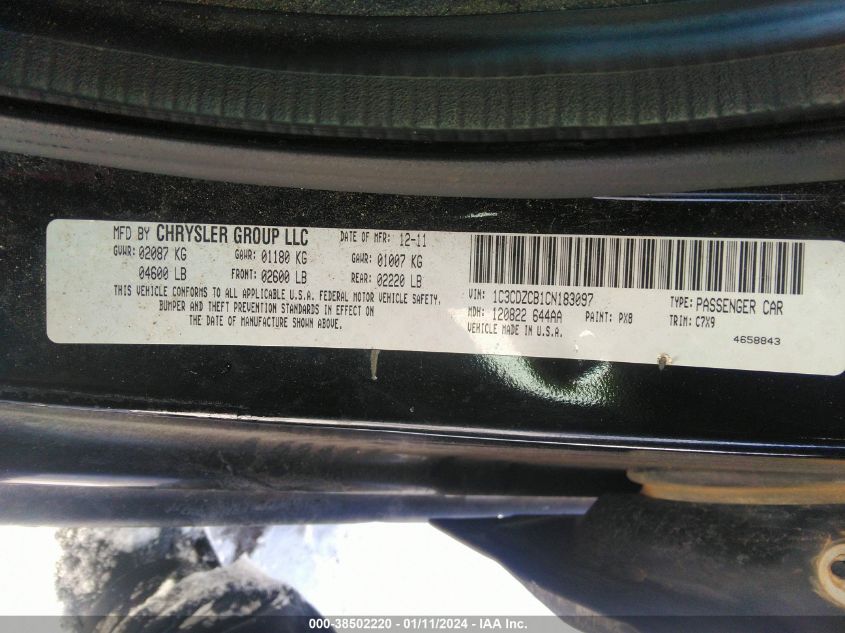 MFD BY CHRYSLER GROUP LLC DATE OF MFR: 12-11
GVWR: 02087 KG GAWR: 01180 KG GAWR: 01007 KG
04600 LB FRONT: 02600 LB REAR: 02220 LB
THIS VEHICLE CONFORMS TO ALL APPLICABLE U.S.A. FEDERAL MOTOR VEHICLE SAFETY,
BUMPER AND THEFT PREVENTION STANDARDS IN EFFECT ON
THE DATE OF MANUFACTURE SHOWN ABOVE.
VIN: 1C3CDZCB1CN183097 TYPE: PASSENGER CAR
MDH: 120822 644AA PAINT: PX8 TRIM: C7X9
VEHICLE MADE IN U.S.A.
4658843
000-38502220 - 01/11/2024 - IAA Inc.